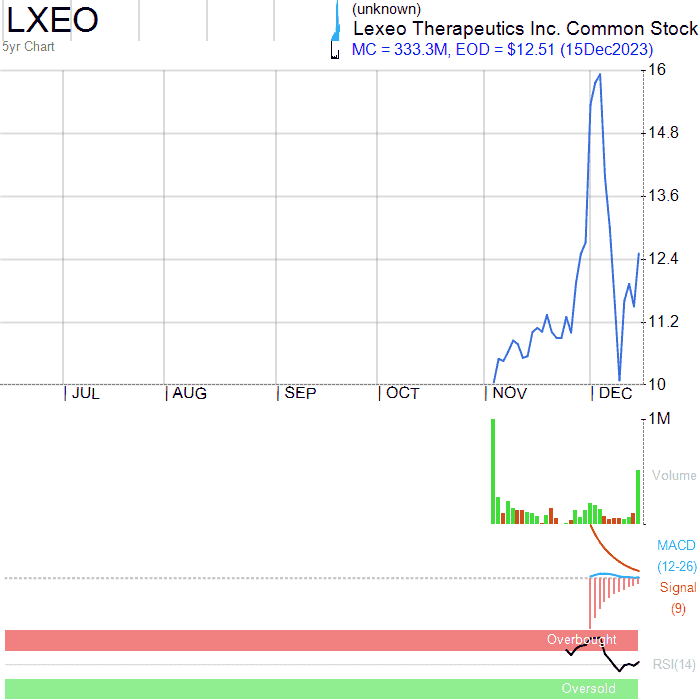 LXEO
5yr Chart
(unknown)
Lexeo Therapeutics Inc. Common Stock
MC = 333.3M, EOD = $12.51 (15Dec2023)
16
14.8
13.6
12.4
11.2
10
JUL
AUG
SEP
OCT
NOV
DEC
1M
Volume
MACD
(12-26)
Signal
(9)
Overbought
RSI(14)
Oversold